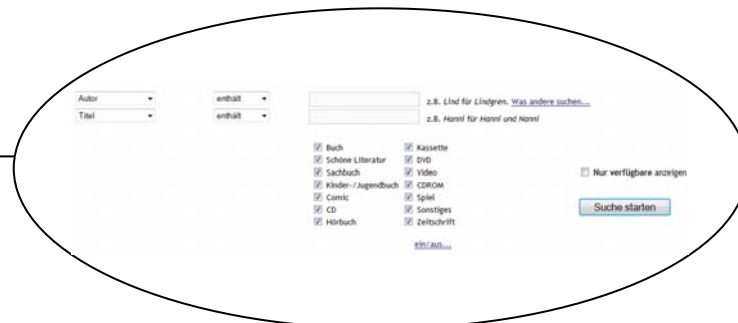 Autor enthält z.B. Lind für Lindgren. Was andere suchen...
Titel enthält z.B. Hanni für Hanni und Nanni
Buch Kassette
Schöne Literatur DVD
Sachbuch Video Nur verfügbare anzeigen
Kinder-/Jugendbuch CDROM
Comic Spiel
CD Sonstiges Suche starten
Hörbuch Zeitschrift
ein/aus...